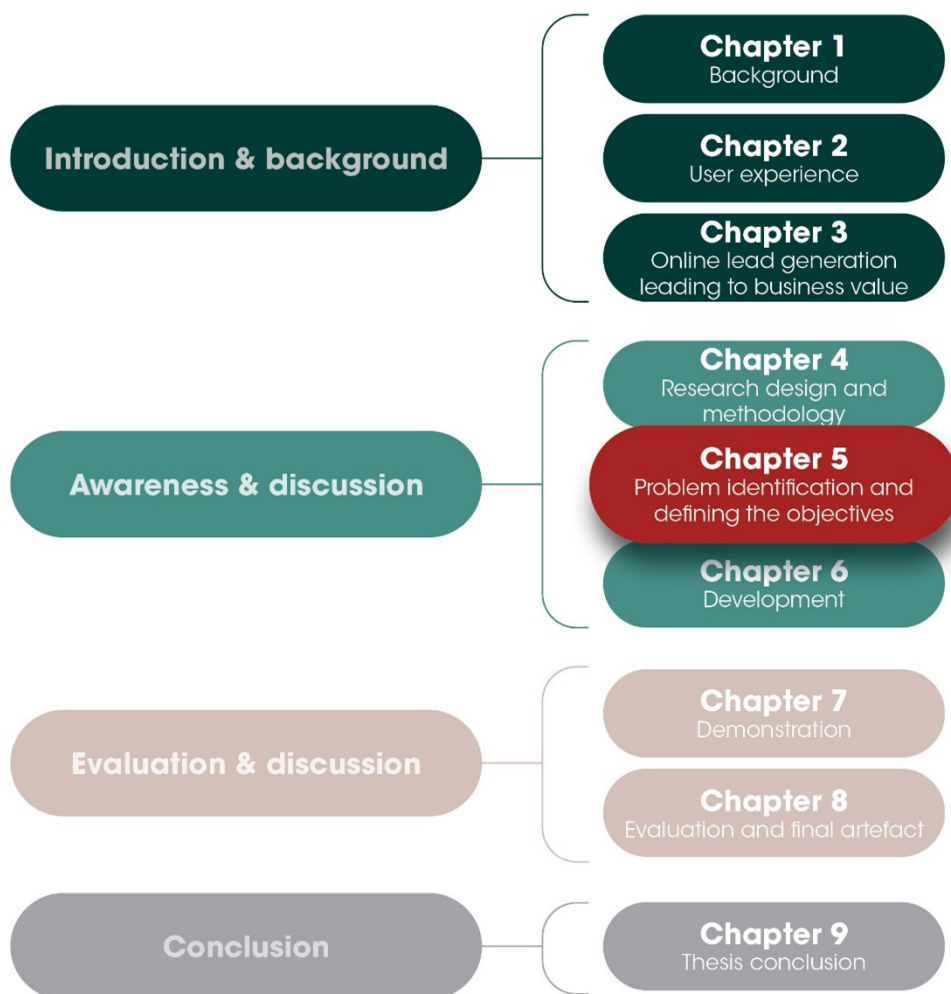 Introduction & background
Chapter 1
Background
Chapter 2
User experience
Chapter 3
Online lead generation
leading to business value
Awareness & discussion
Chapter 4
Research design and
methodology
Chapter 5
Problem identification and
defining the objectives
Chapter 6
Development
Evaluation & discussion
Chapter 7
Demonstration
Chapter 8
Evaluation and final artefact
Conclusion
Chapter 9
Thesis conclusion